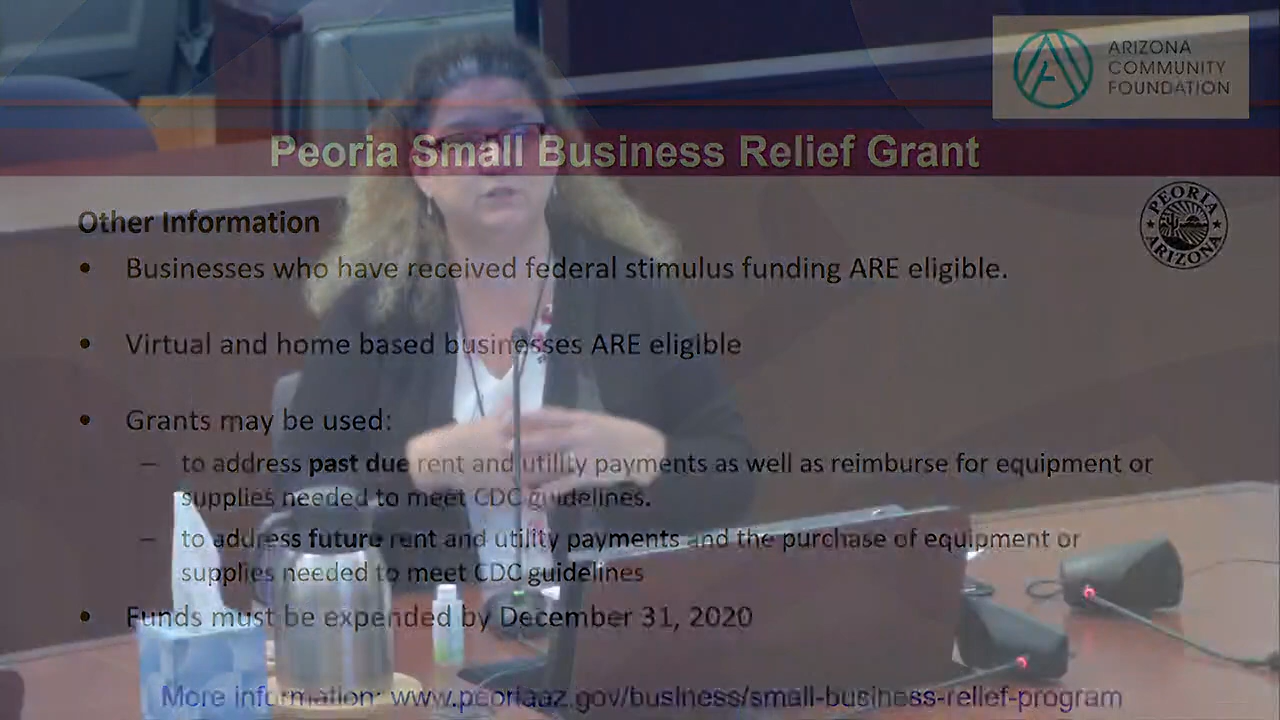 ARIZONA
COMMUNITY
FOUNDATION
Peoria Small Business Relief Grant
PEORIA
ARIZONA
Other Information
• Businesses who have received federal stimulus funding ARE eligible.
• Virtual and home based businesses ARE eligible
• Grants may be used:
– to address past due rent and utility payments as well as reimburse for equipment or
supplies needed to meet CDC guidelines.
– to address future rent and utility payments and the purchase of equipment or
supplies needed to meet CDC guidelines
• Funds must be expended by December 31, 2020
More information: www.peoriaaz.gov/business/small-business-relief-program